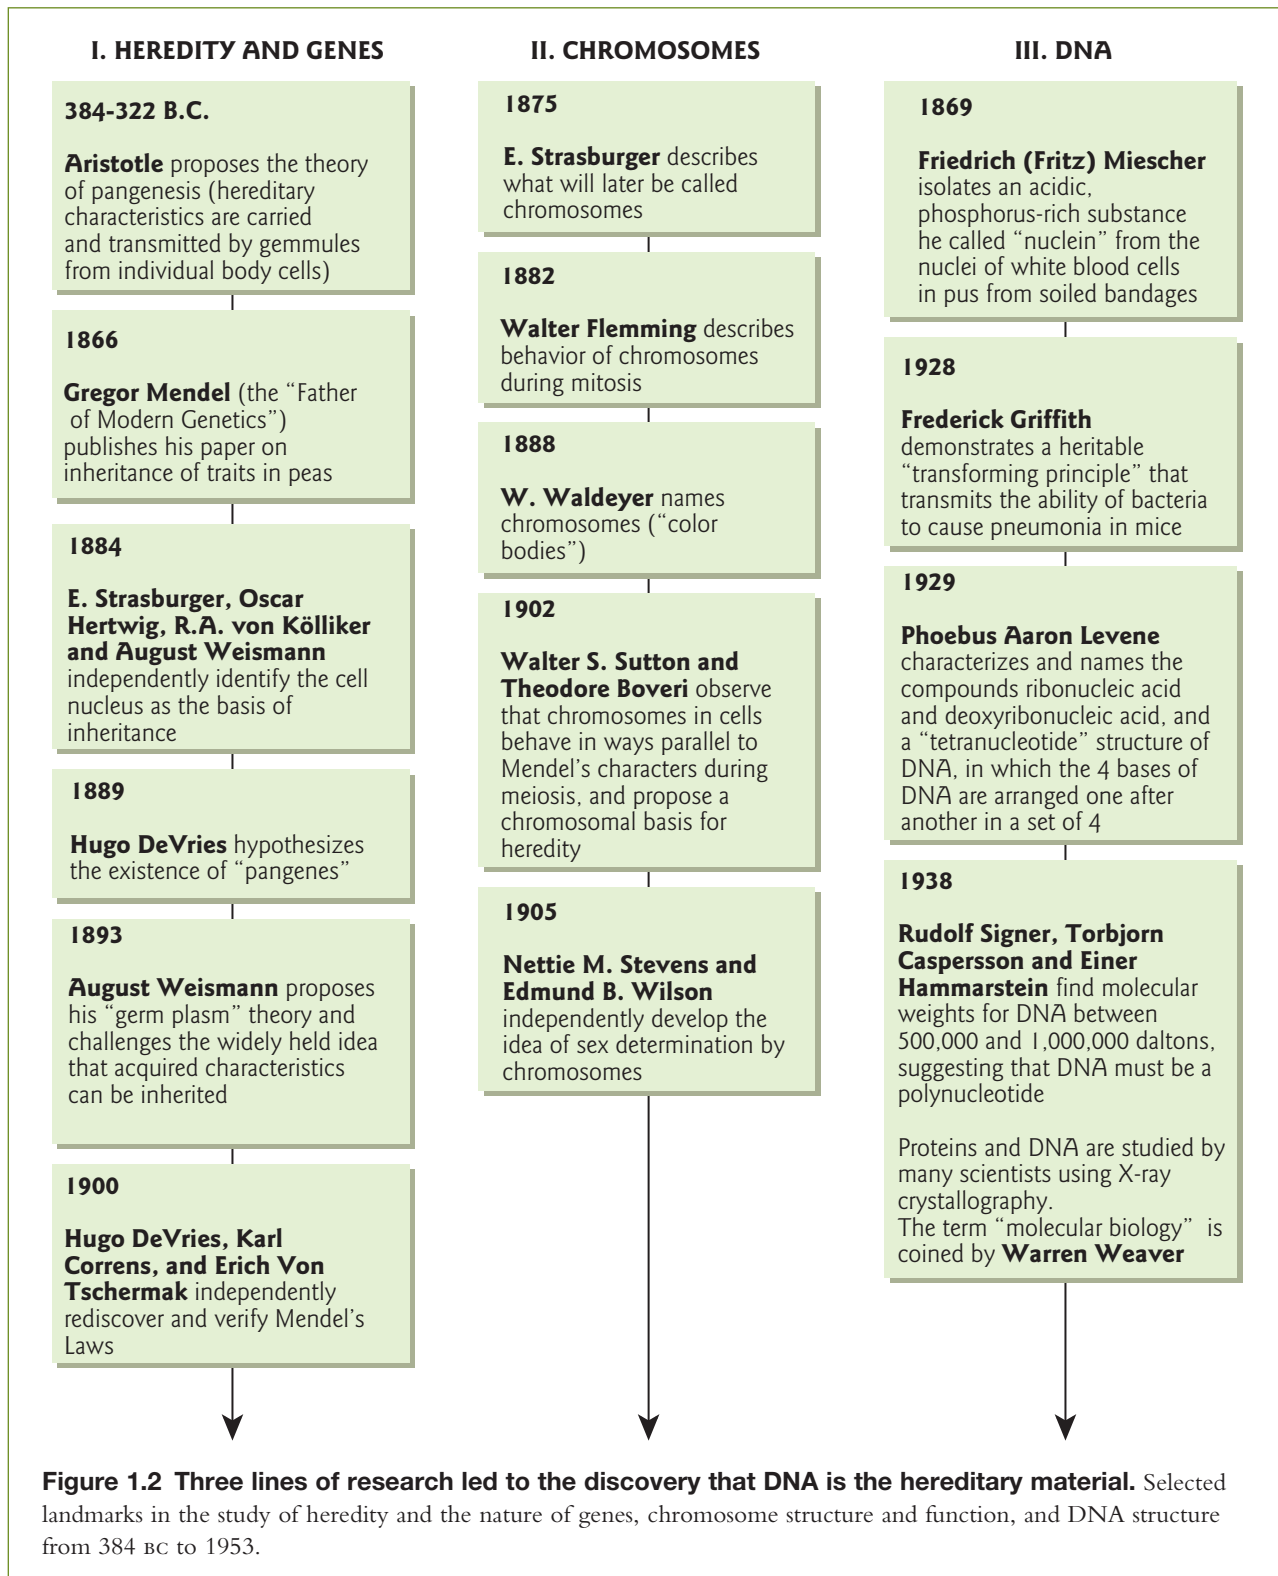 I. HEREDITY AND GENES
384-322 B.C.
Aristotle proposes the theory
of pangenesis (hereditary
characteristics are carried
and transmitted by gemmules
from individual body cells)
1866
Gregor Mendel (the “Father
of Modern Genetics”)
publishes his paper on
inheritance of traits in peas
1884
E. Strasburger, Oscar
Hertwig, R.A. von Kölliker
and August Weismann
independently identify the cell
nucleus as the basis of
inheritance
1889
Hugo DeVries hypothesizes
the existence of “pangenes”
1893
August Weismann proposes
his “germ plasm” theory and
challenges the widely held idea
that acquired characteristics
can be inherited
1900
Hugo DeVries, Karl
Correns, and Erich Von
Tschermak independently
rediscover and verify Mendel’s
Laws
II. CHROMOSOMES
1875
E. Strasburger describes
what will later be called
chromosomes
1882
Walter Flemming describes
behavior of chromosomes
during mitosis
1888
W. Waldeyer names
chromosomes (“color
bodies”)
1902
Walter S. Sutton and
Theodore Boveri observe
that chromosomes in cells
behave in ways parallel to
Mendel’s characters during
meiosis, and propose a
chromosomal basis for
heredity
1905
Nettie M. Stevens and
Edmund B. Wilson
independently develop the
idea of sex determination by
chromosomes
III. DNA
1869
Friedrich (Fritz) Miescher
isolates an acidic,
phosphorus-rich substance
he called “nuclein” from the
nuclei of white blood cells
in pus from soiled bandages
1928
Frederick Griffith
demonstrates a heritable
“transforming principle” that
transmits the ability of bacteria
to cause pneumonia in mice
1929
Phoebus Aaron Levene
characterizes and names the
compounds ribonucleic acid
and deoxyribonucleic acid, and
a “tetranucleotide” structure of
DNA, in which the 4 bases of
DNA are arranged one after
another in a set of 4
1938
Rudolf Signer, Torbjorn
Caspersson and Einer
Hammarstein find molecular
weights for DNA between
500,000 and 1,000,000 daltons,
suggesting that DNA must be a
polynucleotide
Proteins and DNA are studied by
many scientists using X-ray
crystallography.
The term “molecular biology” is
coined by Warren Weaver
Figure 1.2 Three lines of research led to the discovery that DNA is the hereditary material. Selected
landmarks in the study of heredity and the nature of genes, chromosome structure and function, and DNA structure
from 384 BC to 1953.